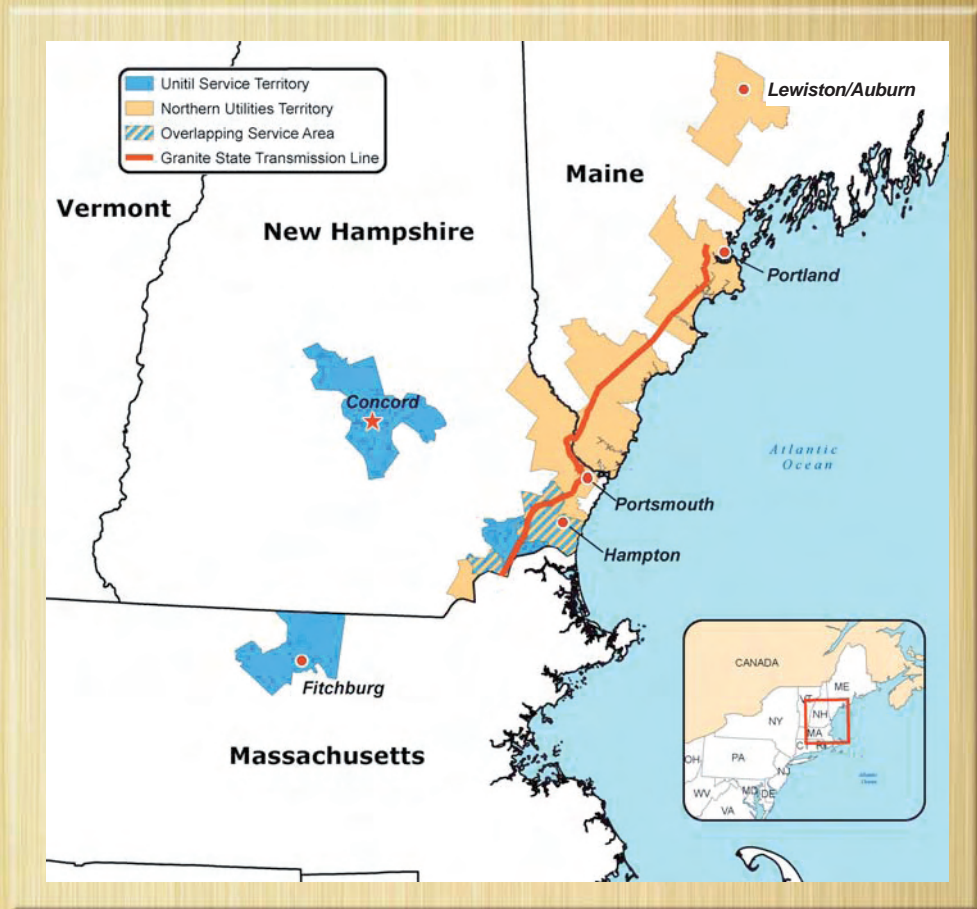 Unitil Service Territory
Northern Utilities Territory
Overlapping Service Area
Granite State Transmission Line
Lewiston/Auburn
Maine
Vermont
New Hampshire
Portland
Concord
Atlantic
Ocean
Portsmouth
Hampton
Fitchburg
Massachusetts
CANADA
ME
VT
NH
NY
MA
CT
RI
PA
OH
NJ
MD
DE
WV
VA
Atlantic
Ocean